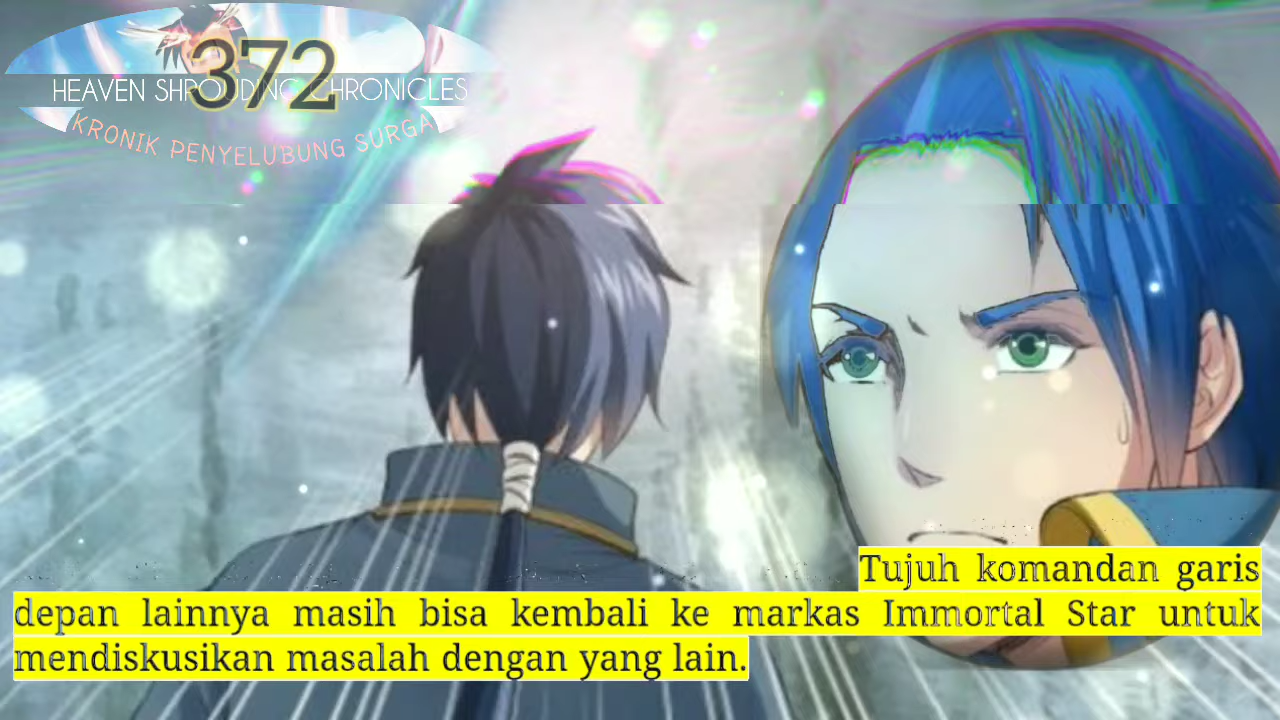 372
HEAVEN SHROUDING CHRONICLES
KRONIK PENYELUBUNG SURGA
Tujuh komandan garis
depan lainnya masih bisa kembali ke markas Immortal Star untuk
mendiskusikan masalah dengan yang lain.